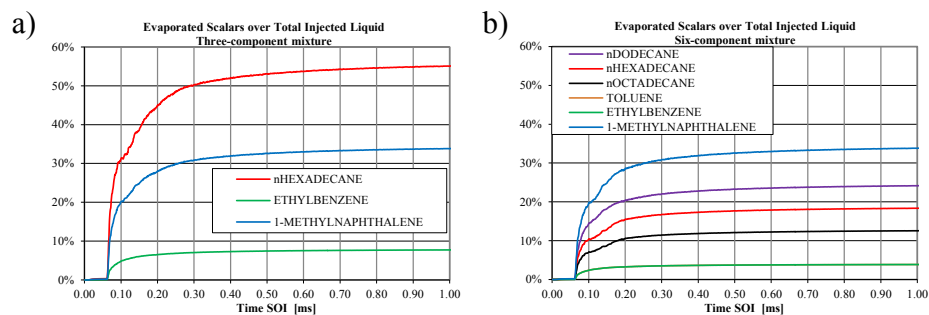 a)
Evaporated Scalars over Total Injected Liquid
Three-component mixture
60%
50%
40%
30%
20%
10%
0%
nHEXADECANE
ETHYLBENZENE
1-METHYLNAPHTHALENE
0.00 0.10 0.20 0.30 0.40 0.50 0.60 0.70 0.80 0.90 1.00
Time SOI [ms]
b)
Evaporated Scalars over Total Injected Liquid
Six-component mixture
60%
50%
40%
30%
20%
10%
0%
nDODECANE
nHEXADECANE
nOCTADECANE
TOLUENE
ETHYLBENZENE
1-METHYLNAPHTHALENE
0.00 0.10 0.20 0.30 0.40 0.50 0.60 0.70 0.80 0.90 1.00
Time SOI [ms]